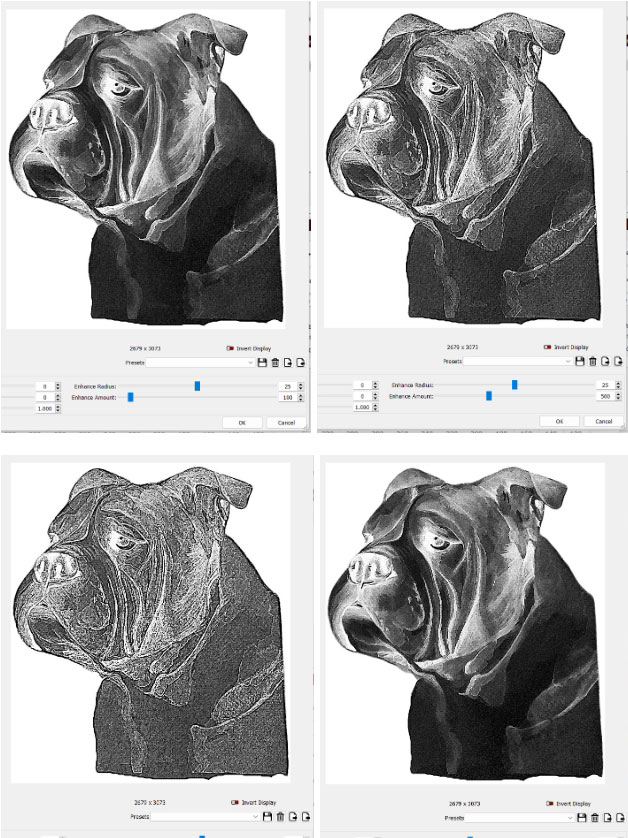 2679 x 3073
Invert Display
Presets
0 Enhance Radius: 25
0 Enhance Amount: 100
1.000
OK Cancel
2679 x 3073
Invert Display
Presets
0 Enhance Radius: 25
0 Enhance Amount: 500
1.000
OK Cancel
2679 x 3073
Invert Display
Presets
2679 x 3073
Invert Display
Presets